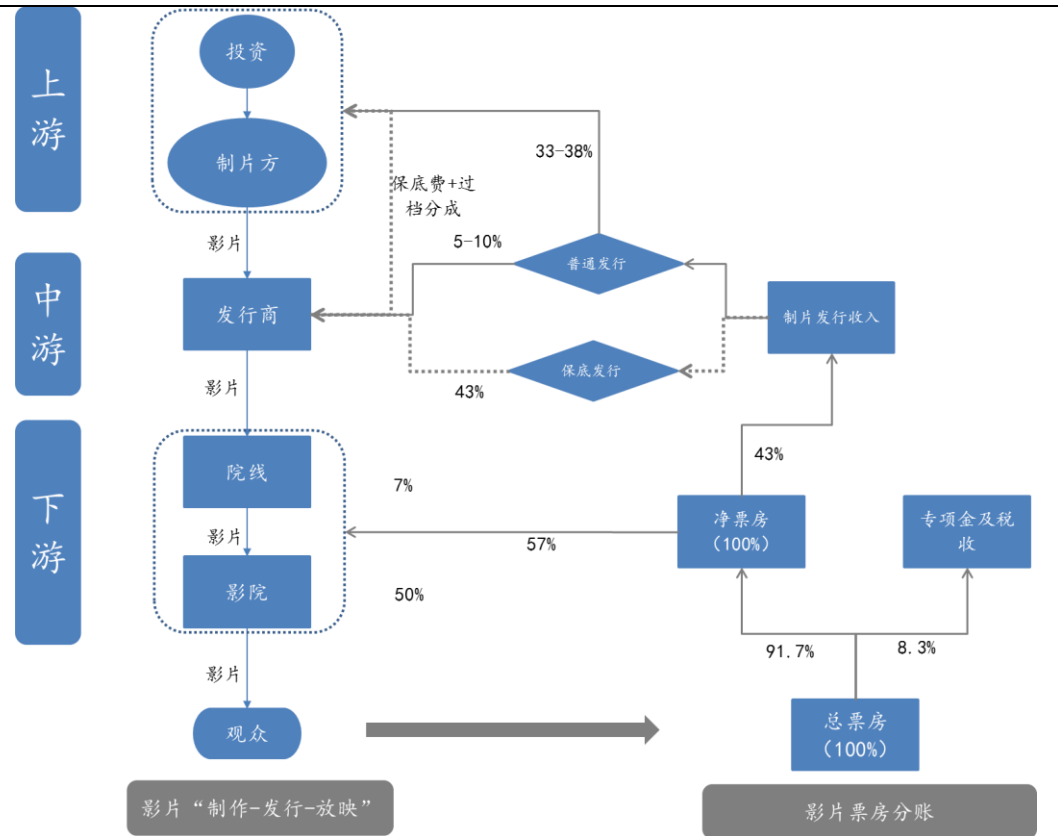 上游
投资
制片方
33-38%
保底费+过
档分成
影片
5-10%
普通发行
中游
发行商
制片发行收入
保底发行
43%
影片
下游
院线
7%
43%
净票房
(100%)
专项金及税
收
影片
57%
影院
50%
91.7%
8.3%
影片
观众
总票房
(100%)
影片“制作-发行-放映”
影片票房分账